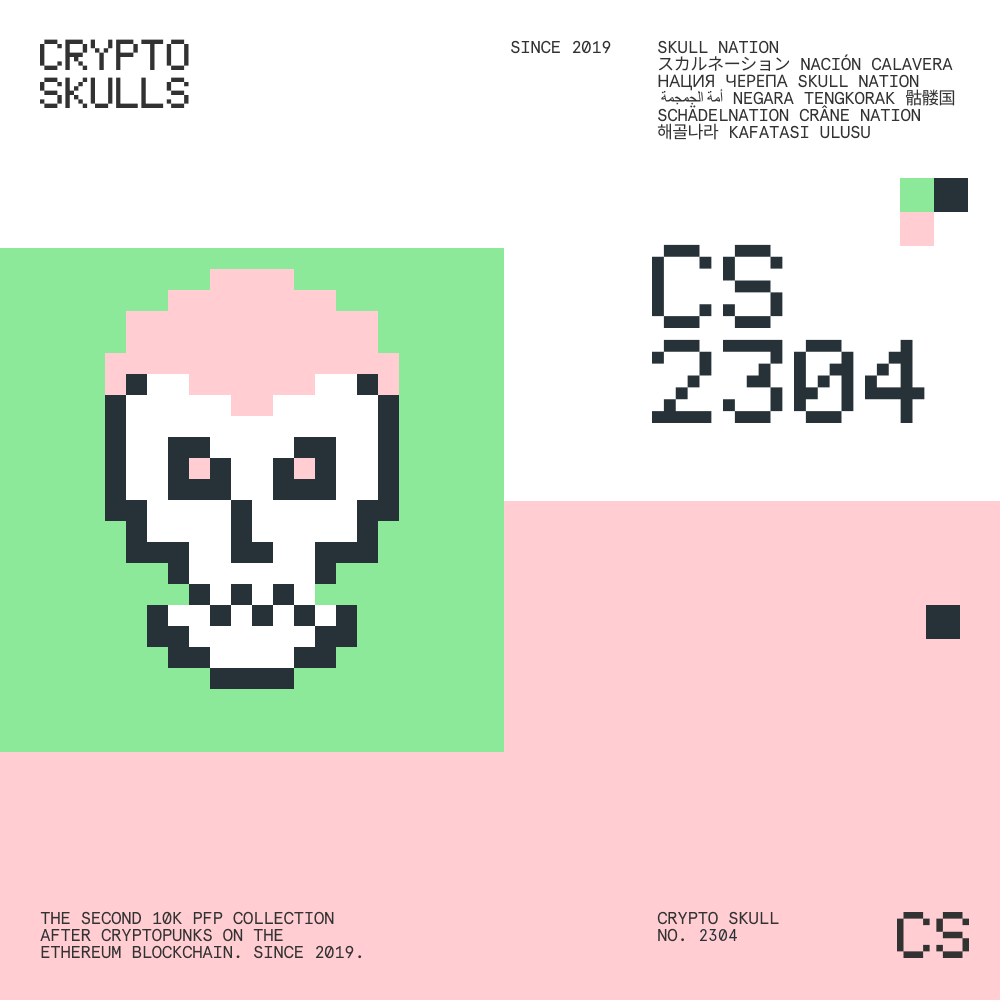 CRYPTO
SKULLS
SINCE 2019
SKULL NATION
スカルネーション NACIÓN CALAVERA
НАЦИЯ ЧЕРЕПА SKULL NATION
أمة الجمجمة NEGARA TENGKORAK 骷髅国
SCHÄDELNATION CRÂNE NATION
해골나라 KAFATASI ULUSU
CS
2304
THE SECOND 10K PFP COLLECTION
AFTER CRYPTOPUNKS ON THE
ETHEREUM BLOCKCHAIN. SINCE 2019.
CRYPTO SKULL
NO. 2304
CS